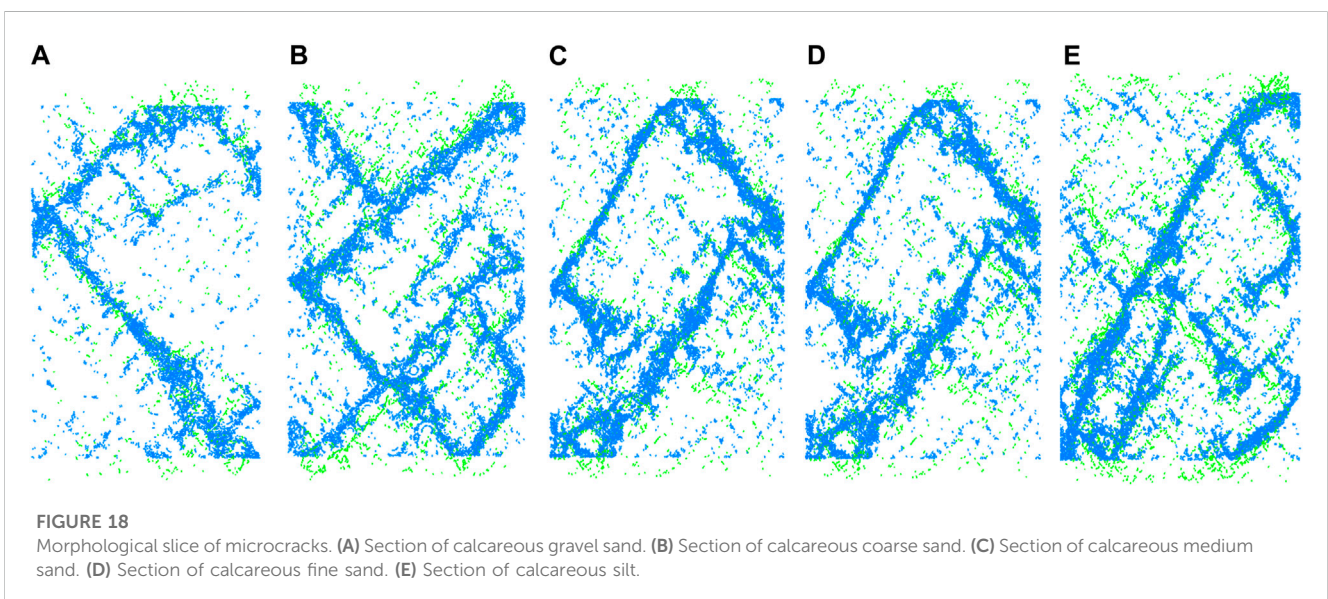 A
B
C
D
E
FIGURE 18
Morphological slice of microcracks. (A) Section of calcareous gravel sand. (B) Section of calcareous coarse sand. (C) Section of calcareous medium
sand. (D) Section of calcareous fine sand. (E) Section of calcareous silt.